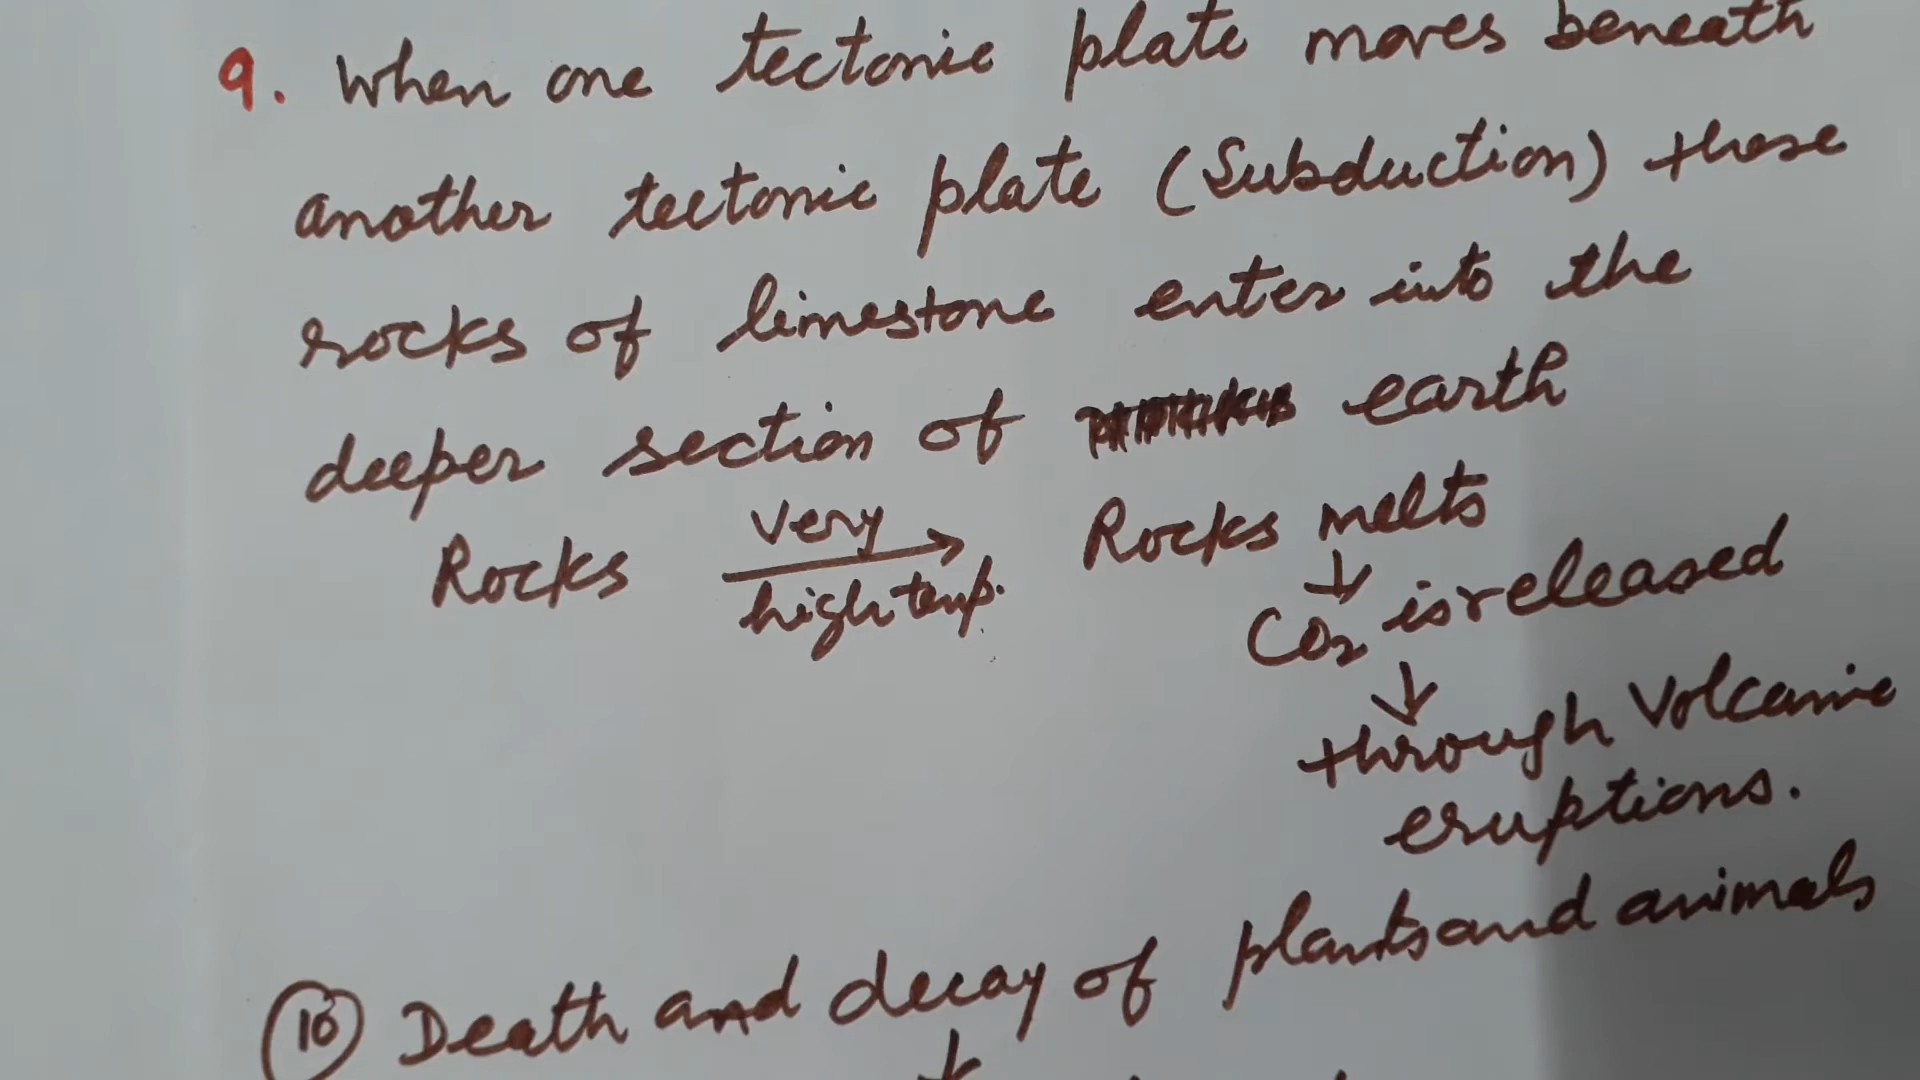 9. When one tectonic plate moves beneath
another tectonic plate (Subduction) these
rocks of limestone enter into the
deeper section of earth
Rocks very high temp. → Rocks melts
↓
CO2 is released
↓
through Volcanic
eruptions.
10 Death and decay of plants and animals
↓